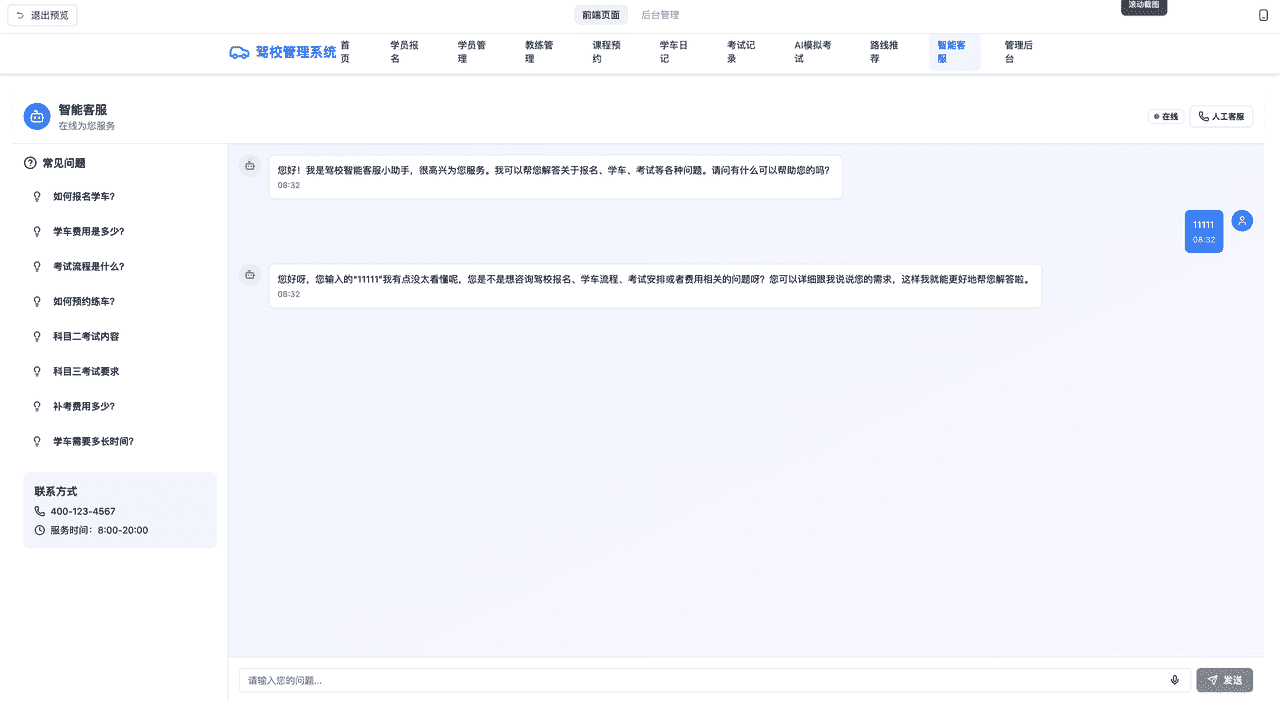 退出预览
前端页面
后台管理
滚动截图
驾校管理系统
首页
学员报名
学员管理
教练管理
课程预约
学车日记
考试记录
AI模拟考试
路线推荐
智能客服
管理后台
智能客服
在线为您服务
在线
人工客服
常见问题
如何报名学车?
学车费用是多少?
考试流程是什么?
如何预约练车?
科目二考试内容
科目三考试要求
补考费用多少?
学车需要多长时间?
联系方式
400-123-4567
服务时间：8:00-20:00
您好！我是驾校智能客服小助手，很高兴为您服务。我可以帮您解答关于报名、学车、考试等各种问题。请问有什么可以帮助您的吗?
08:32
11111
08:32
您好呀，您输入的“11111”我有点没太看懂呢，您是不是想咨询驾校报名、学车流程、考试安排或者费用相关的问题呀？您可以详细跟我说说您的需求，这样我就能更好地帮您解答啦。
08:32
请输入您的问题...
发送